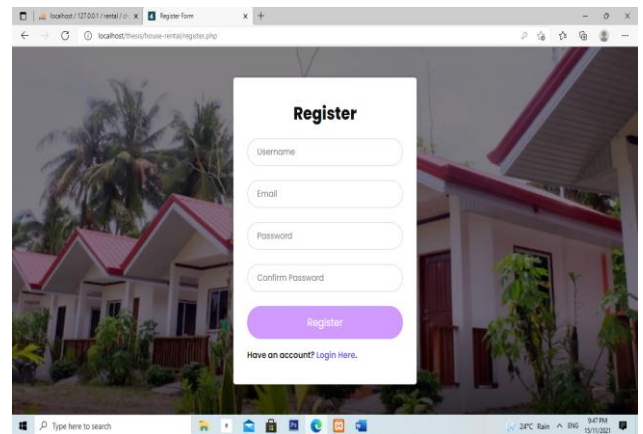 localhost / 127.0.0.1 / rental / ch
Register Form
localhost/thesis/house-rental/register.php
Register
Username
Email
Password
Confirm Password
Register
Have an account? Login Here.
Type here to search
24°C Rain
ENG
9:47 PM
15/11/2021